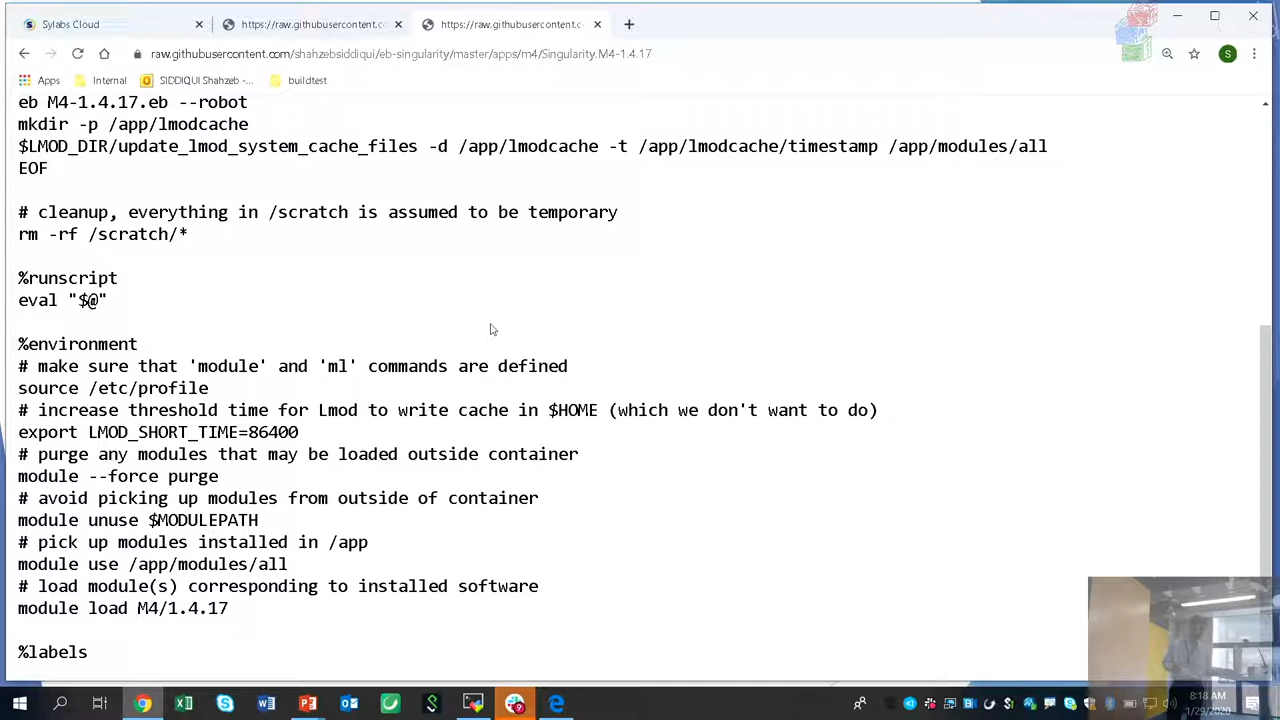 Sylabs Cloud
https://raw.githubusercontent.c
https://raw.githubusercontent.c
raw.githubusercontent.com/shahzebsiddiqui/eb-singularity/master/apps/m4/Singularity.M4-1.4.17
S
Apps
Internal
SIDDIQUI Shahzeb -...
buildtest
eb M4-1.4.17.eb --robot
mkdir -p /app/lmodcache
$LMOD_DIR/update_lmod_system_cache_files -d /app/lmodcache -t /app/lmodcache/timestamp /app/modules/all
EOF
# cleanup, everything in /scratch is assumed to be temporary
rm -rf /scratch/*
%runscript
eval "$@"
%environment
# make sure that 'module' and 'ml' commands are defined
source /etc/profile
# increase threshold time for Lmod to write cache in $HOME (which we don't want to do)
export LMOD_SHORT_TIME=86400
# purge any modules that may be loaded outside container
module --force purge
# avoid picking up modules from outside of container
module unuse $MODULEPATH
# pick up modules installed in /app
module use /app/modules/all
# load module(s) corresponding to installed software
module load M4/1.4.17
%labels
8:18 AM
1/29/2020